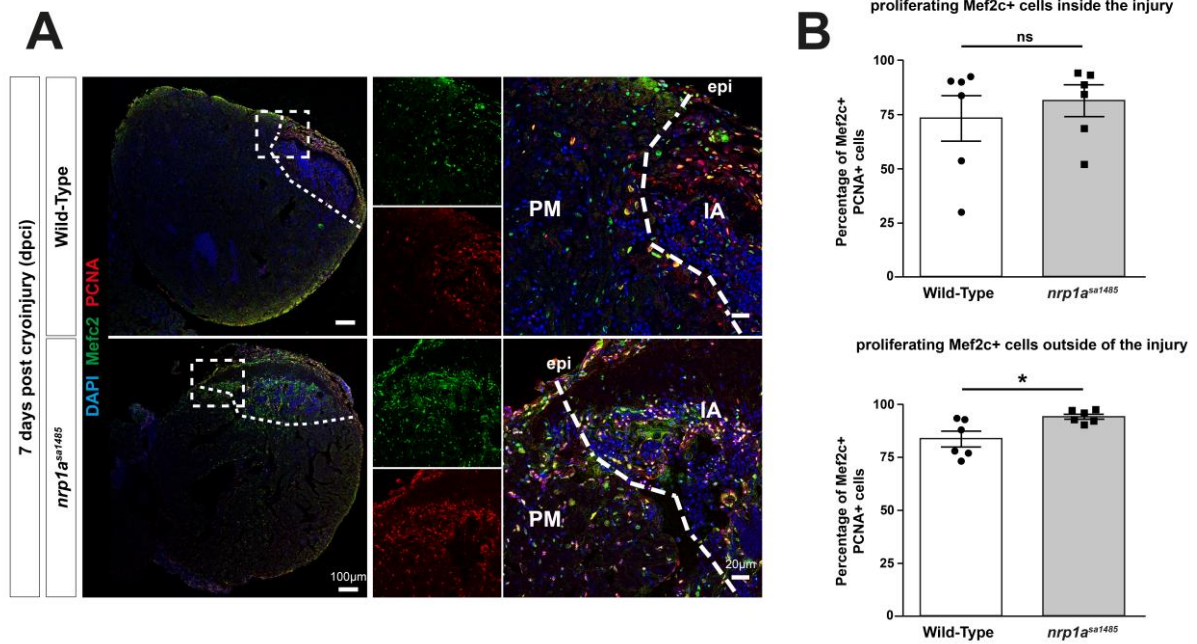 A
7 days post cryoinjury (dpci)
Wild-Type
nrp1a^sa1485
DAPI Mefc2 PCNA
epi
PM
IA
epi
IA
PM
100µm
20µm
B
proliferating Mef2c+ cells inside the injury
ns
Percentage of Mef2c+
PCNA+ cells
100
75
50
25
0
Wild-Type
nrp1a^sa1485
proliferating Mef2c+ cells outside of the injury
*
Percentage of Mef2c+
PCNA+ cells
100
75
50
25
0
Wild-Type
nrp1a^sa1485